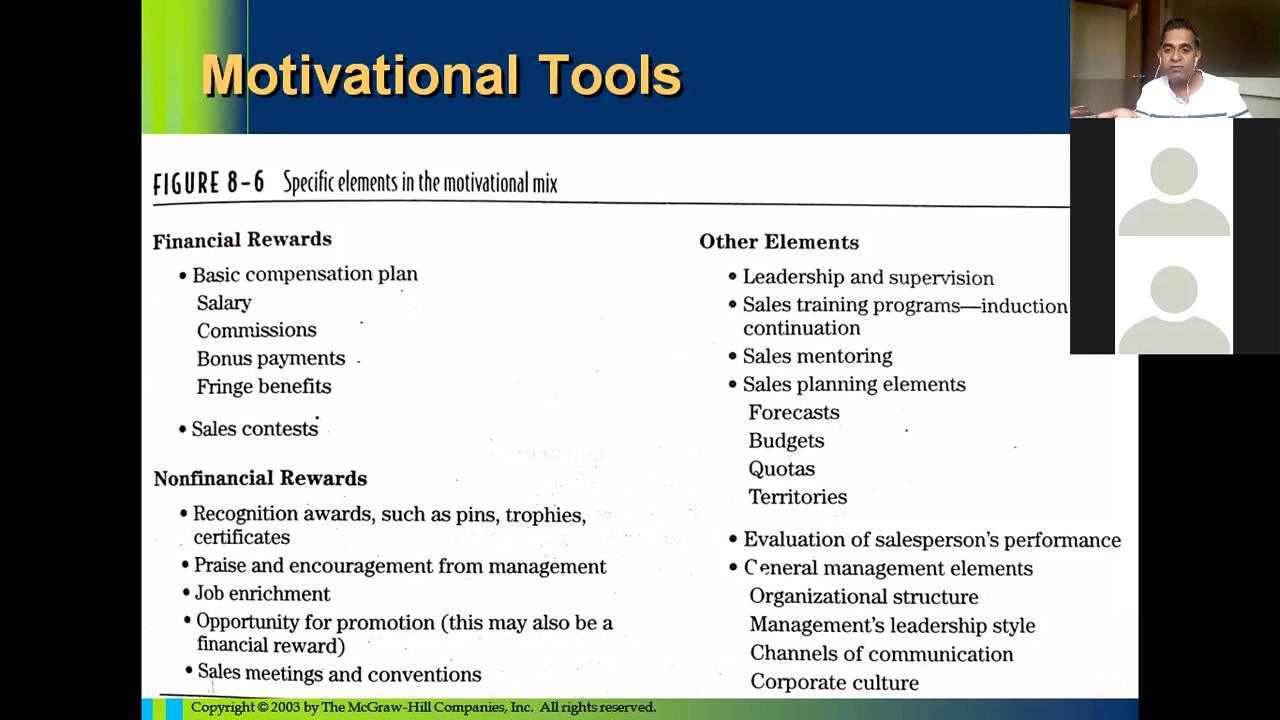 Motivational Tools
FIGURE 8–6 Specific elements in the motivational mix
Financial Rewards
• Basic compensation plan
Salary
Commissions
Bonus payments
Fringe benefits
• Sales contests
Nonfinancial Rewards
• Recognition awards, such as pins, trophies,
certificates
• Praise and encouragement from management
• Job enrichment
• Opportunity for promotion (this may also be a
financial reward)
• Sales meetings and conventions
Other Elements
• Leadership and supervision
• Sales training programs—induction
continuation
• Sales mentoring
• Sales planning elements
Forecasts
Budgets
Quotas
Territories
• Evaluation of salesperson's performance
• General management elements
Organizational structure
Management's leadership style
Channels of communication
Corporate culture
Copyright © 2003 by The McGraw-Hill Companies, Inc. All rights reserved.